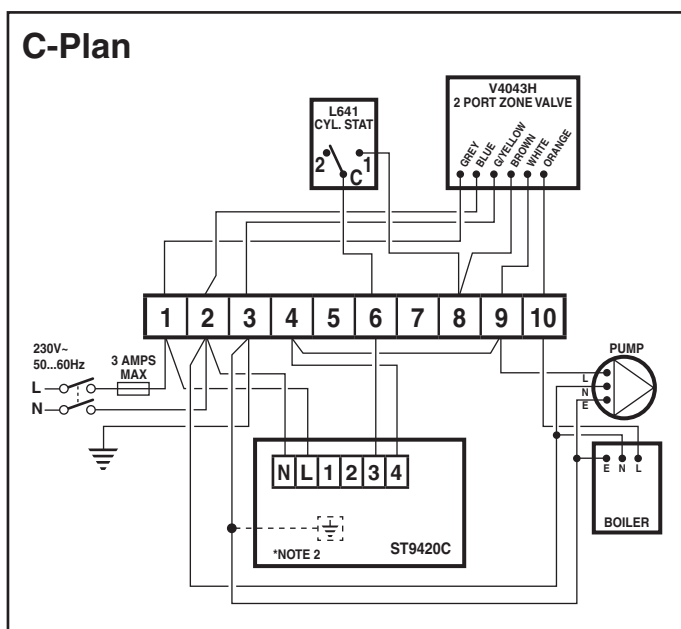 C-Plan
L641
CYL. STAT
2
1
C
V4043H
2 PORT ZONE VALVE
GREY
BLUE
G/YELLOW
BROWN
WHITE
ORANGE
1 2 3 4 5 6 7 8 9 10
230V~
50...60Hz
3 AMPS
MAX
L
N
PUMP
L
N
E
N L 1 2 3 4
E N L
BOILER
*NOTE 2
ST9420C